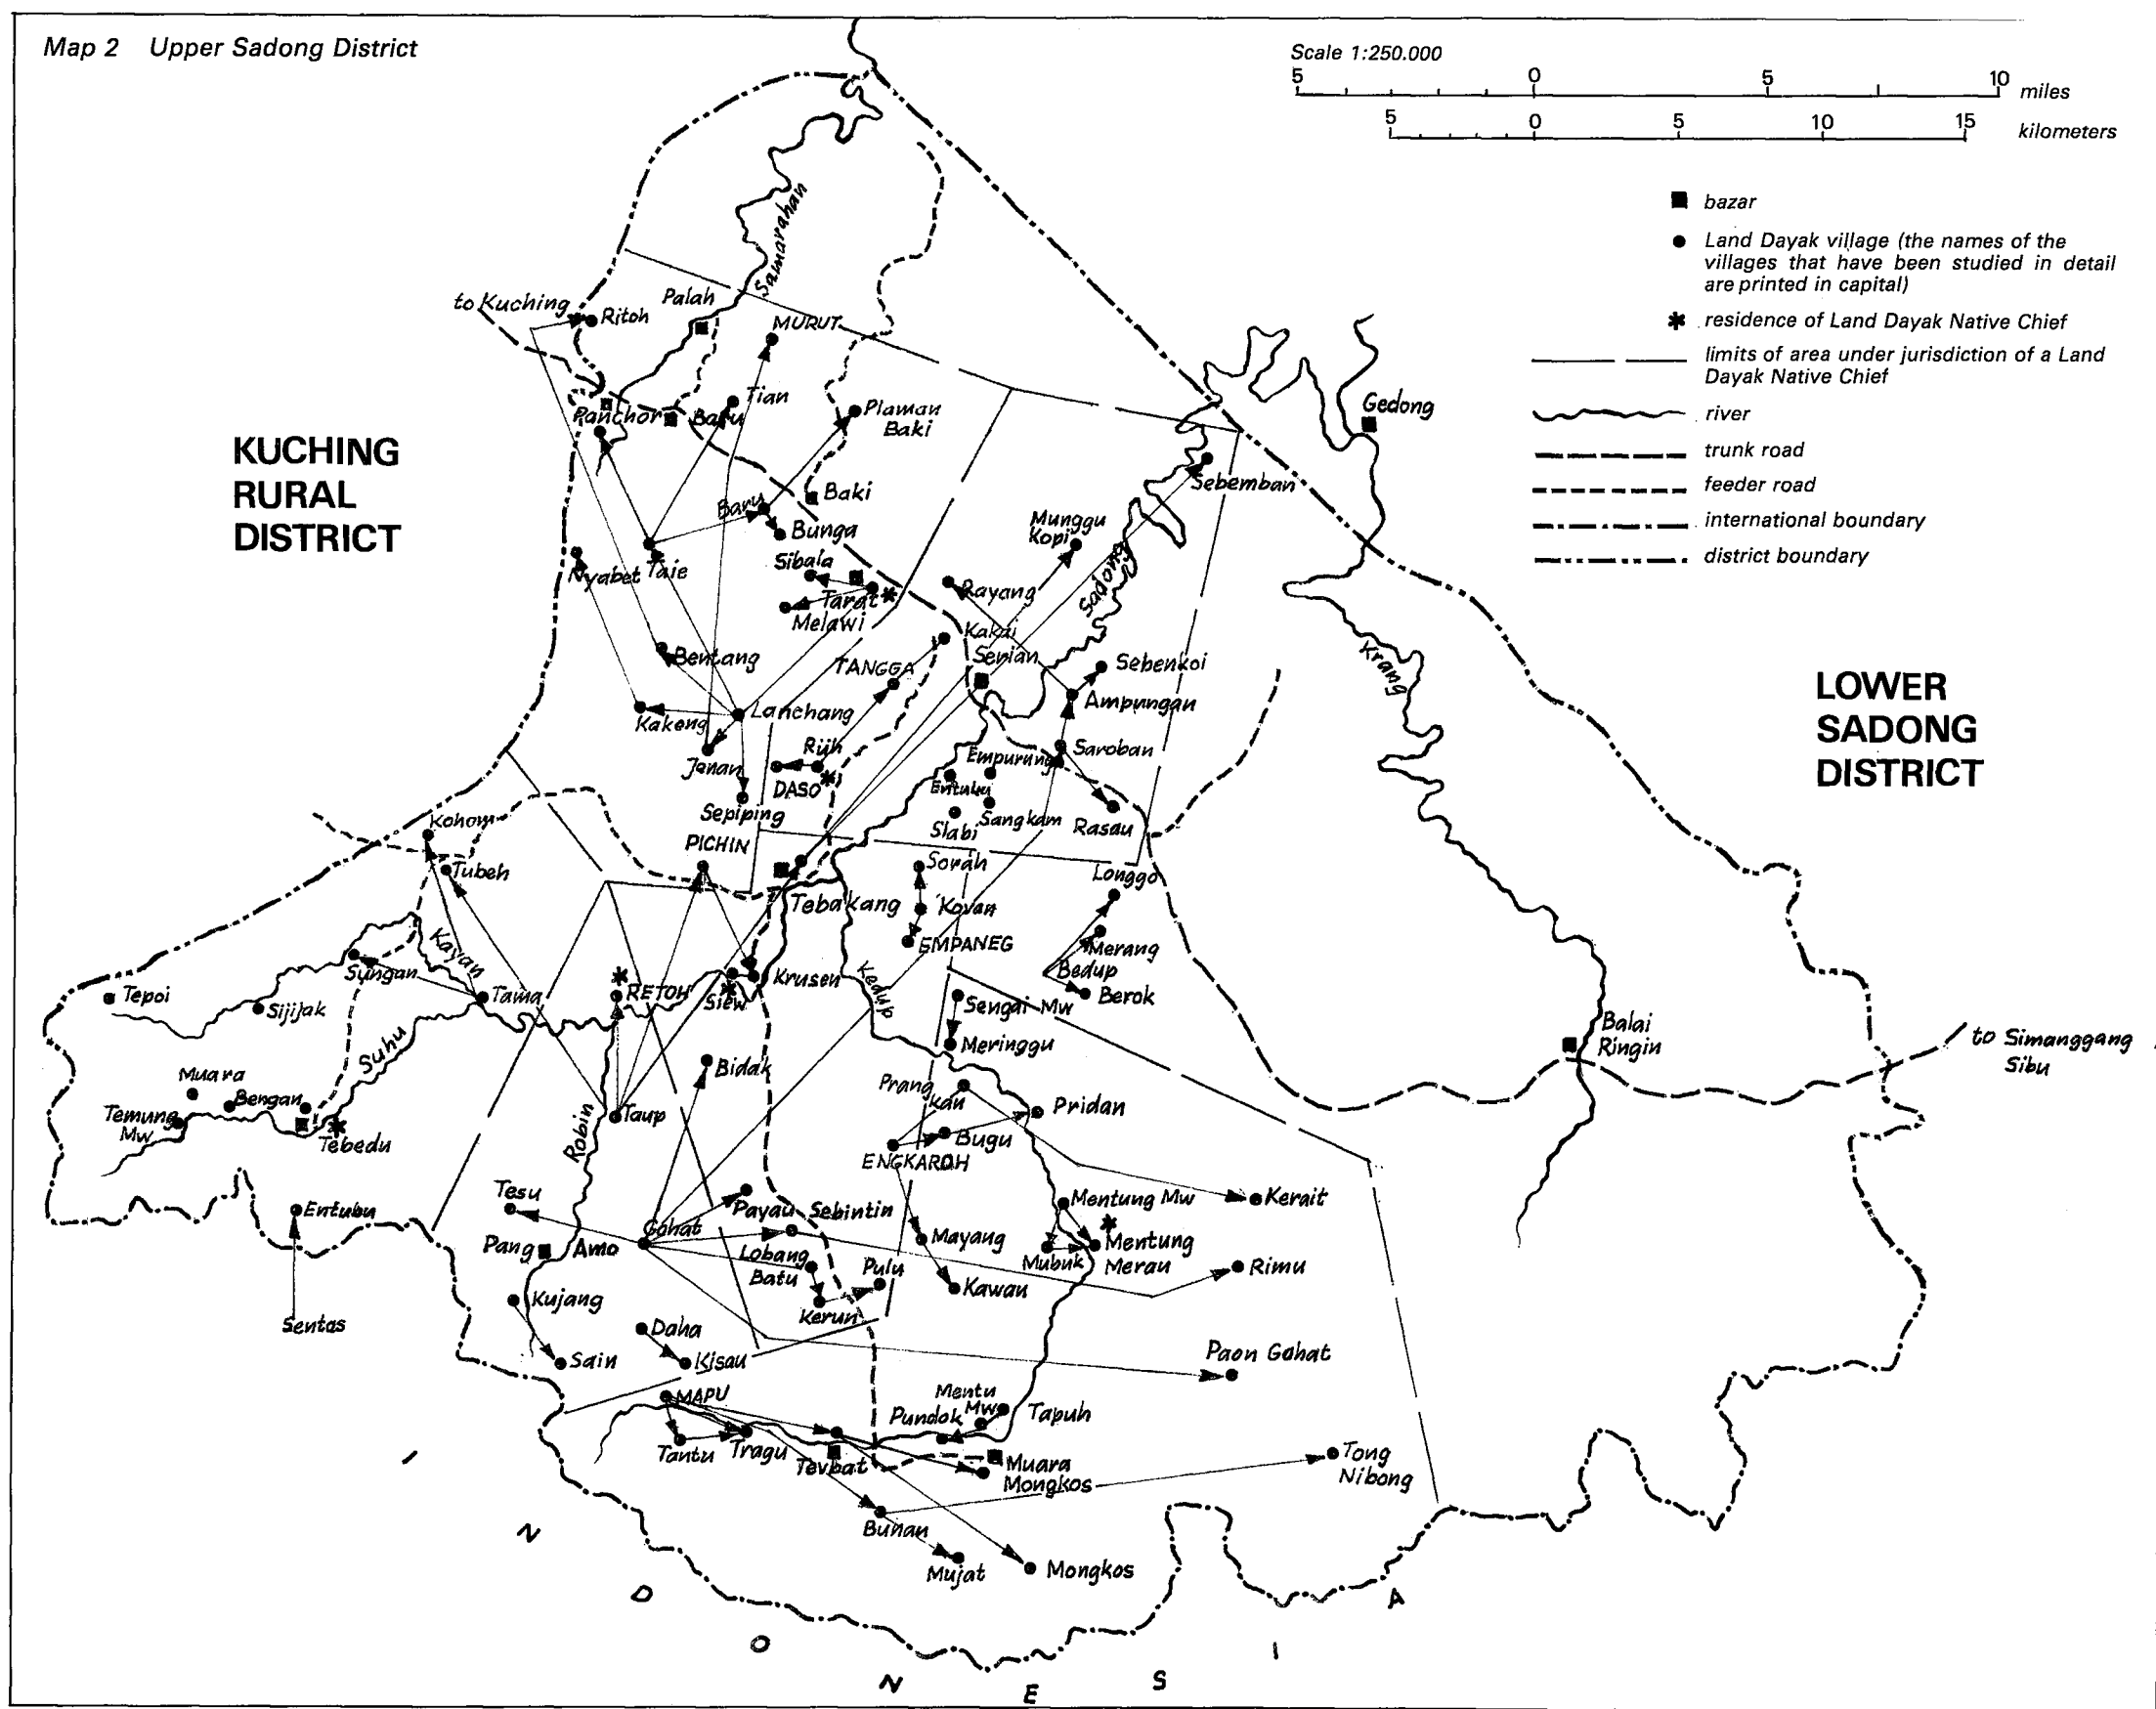 Map 2 Upper Sadong District
Scale 1:250.000
5 0 5 10 miles
5 0 5 10 15 kilometers
bazar
Land Dayak village (the names of the
villages that have been studied in detail
are printed in capital)
residence of Land Dayak Native Chief
limits of area under jurisdiction of a Land
Dayak Native Chief
river
trunk road
feeder road
international boundary
district boundary
KUCHING
RURAL
DISTRICT
LOWER
SADONG
DISTRICT
to Kuching
Ritoh
Palah
Samarahan
MURUT
Panchor
Baru
Tian
Plaman
Baki
Gedong
Baru
Baki
Bunga
Sebemban
Munggu
Kopi
Sadong
Nyabet
Taie
Sibala
Tarat
Melawi
Rayang
Kakai
Serian
Sebenkoi
Krang
Bentang
TANGGA
Ampungan
Kakeng
Lanchang
Rijh
Jenan
DASO
Empurung
Saroban
Entubu
Sepiping
Slabi
Sangkam
Rasau
Kohom
PICHIN
Tubeh
Sorah
Longgo
Tebakang
Kovan
EMPANEG
Merang
Bedup
Berok
Kayan
Sungan
Tepoi
Sijijak
Tama
RETOH
Siew
Krusen
Kedup
Sengai Mw
Meringgu
Balai
Ringin
to Simanggang
Sibu
Suhu
Muara
Bengan
Temung
Mw
Tebedu
Bidak
Prang
kan
Pridan
Taup
Robin
Bugu
ENGKAROH
Entubu
Tesu
Payau
Sebintin
Mentung Mw
Kerait
Gahat
Pang
Amo
Lobang
Batu
Pulu
Mayang
Mubuk
Mentung
Merau
Rimu
Kawan
Sentas
Kujang
Kerun
Daha
Sain
Kisau
Paon Gahat
MAPU
Mentu
Mw
Pundok
Tapuh
Tantu
Tragu
Tevbat
Muara
Mongkos
Tong
Nibong
Bunan
Mujat
Mongkos
I N D O N E S I A